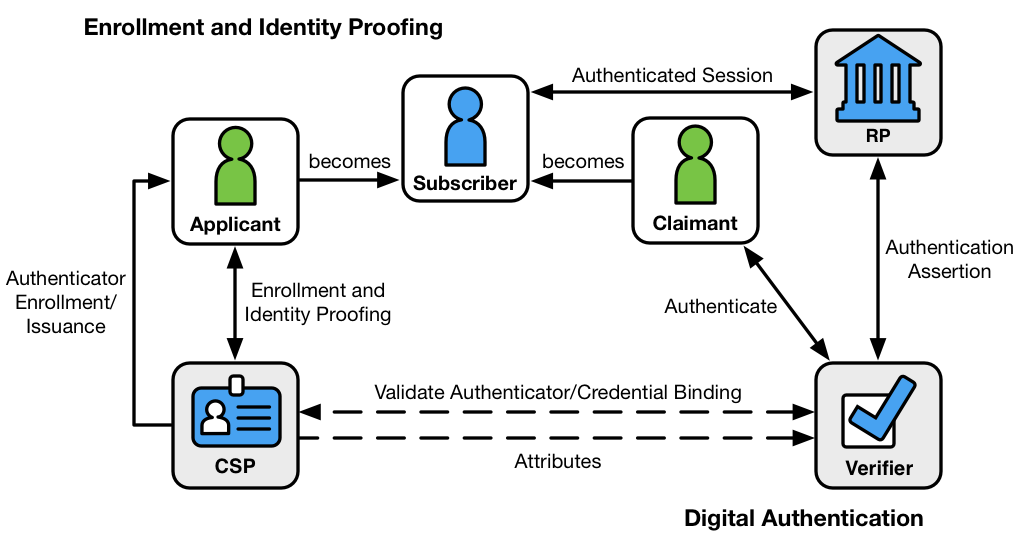 Enrollment and Identity Proofing
Authenticated Session
RP
becomes
Subscriber
becomes
Applicant
Claimant
Authenticator
Enrollment/
Issuance
Enrollment and
Identity Proofing
Authenticate
Authentication
Assertion
Validate Authenticator/Credential Binding
CSP
Attributes
Verifier
Digital Authentication